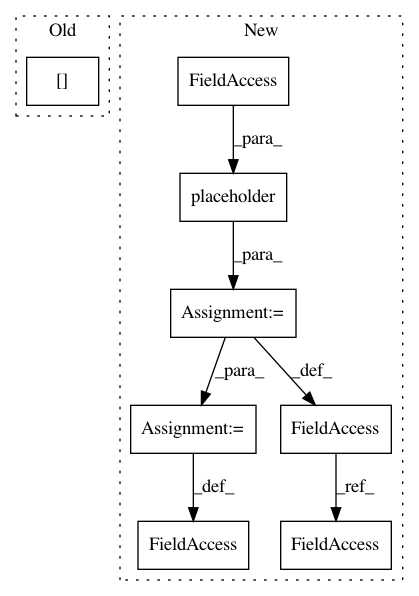 Old
New
[]
FieldAccess
_para_
placeholder
_para_
Assignment:=
_para_
_def_
Assignment:=
FieldAccess
_def_
_ref_
FieldAccess
FieldAccess